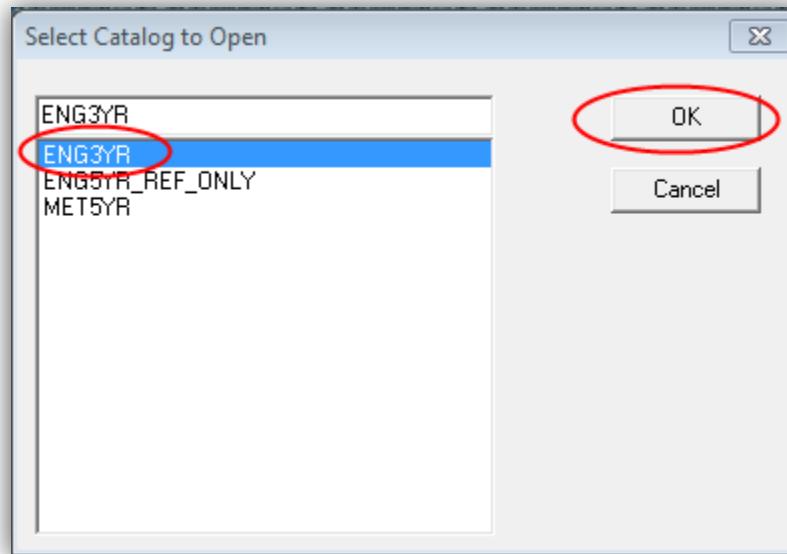 Select Catalog to Open
ENG3YR
OK
ENG3YR
ENG5YR_REF_ONLY
Cancel
MET5YR